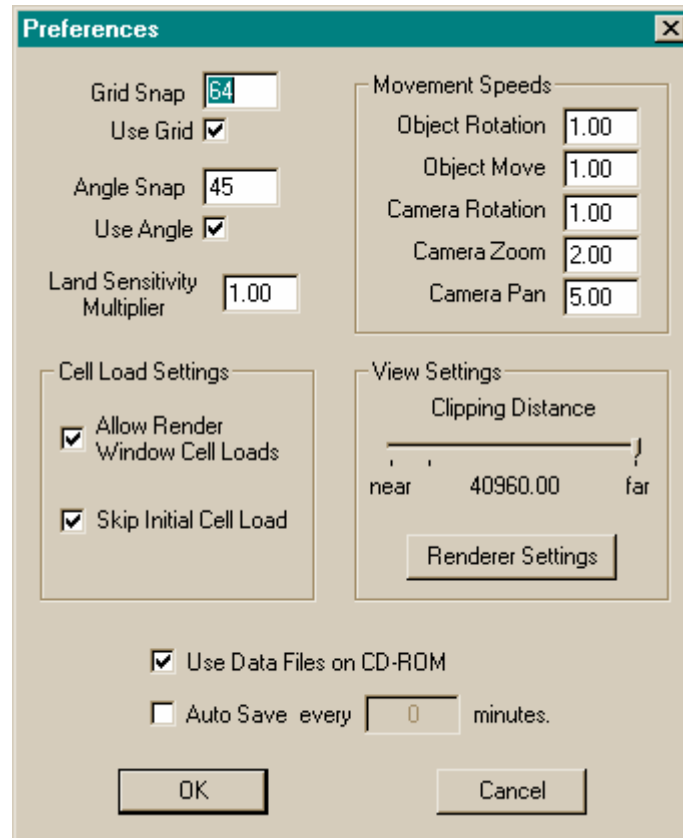 Preferences
Grid Snap 64
Use Grid
Angle Snap 45
Use Angle
Land Sensitivity
Multiplier
1.00
Movement Speeds
Object Rotation 1.00
Object Move 1.00
Camera Rotation 1.00
Camera Zoom 2.00
Camera Pan 5.00
Cell Load Settings
Allow Render
Window Cell Loads
Skip Initial Cell Load
View Settings
Clipping Distance
near 40960.00 far
Renderer Settings
Use Data Files on CD-ROM
Auto Save every 0 minutes.
OK Cancel